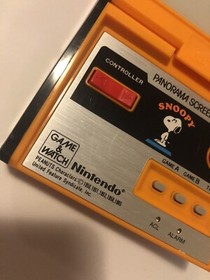 PANORAMA SCREEN
CONTROLLER
SNOOPY
GAME A GAME B
GAME & WATCH
Nintendo
PEANUTS Characters
United Feature Syndicate, Inc.
ACL ALARM